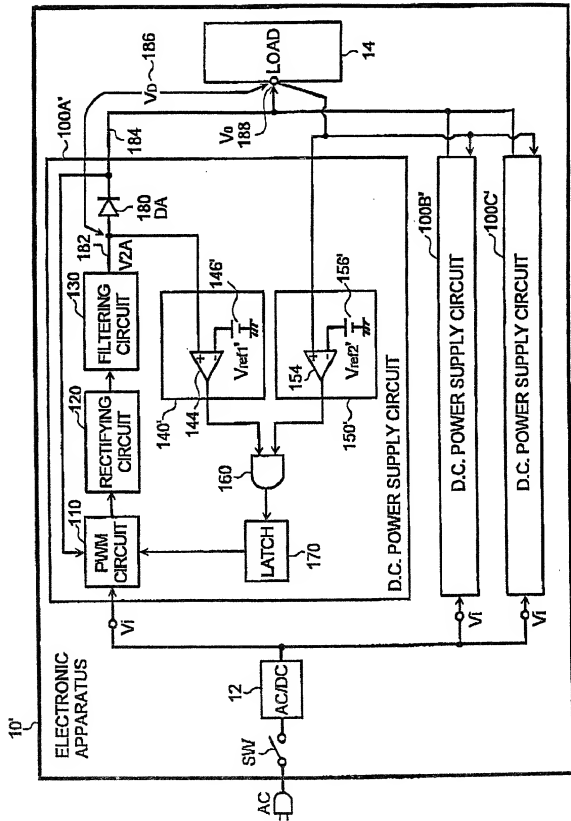 10'
ELECTRONIC
APPARATUS
AC
SW
12
AC/DC
Vi
110
PWM
CIRCUIT
120
RECTIFYING
CIRCUIT
130
FILTERING
CIRCUIT
182
V2A
180
DA
184
100A'
VD
186
V0
188
LOAD
14
140'
144
146'
Vref1'
150'
154
156'
Vref2'
160
LATCH
170
D.C. POWER SUPPLY CIRCUIT
100B'
Vi
D.C. POWER SUPPLY CIRCUIT
100C'
Vi
D.C. POWER SUPPLY CIRCUIT